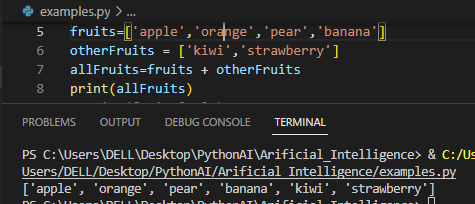 examples.py >
5 fruits=['apple','orange','pear','banana']
6 otherFruits = ['kiwi','strawberry']
7 allFruits=fruits + otherFruits
8 print(allFruits)
PROBLEMS OUTPUT DEBUG CONSOLE TERMINAL
PS C:\Users\DELL\Desktop\PythonAI\Arificial_Intelligence> & C:/U
Users/DELL/Desktop/PythonAI/Arificial_Intelligence/examples.py
['apple', 'orange', 'pear', 'banana', 'kiwi', 'strawberry']